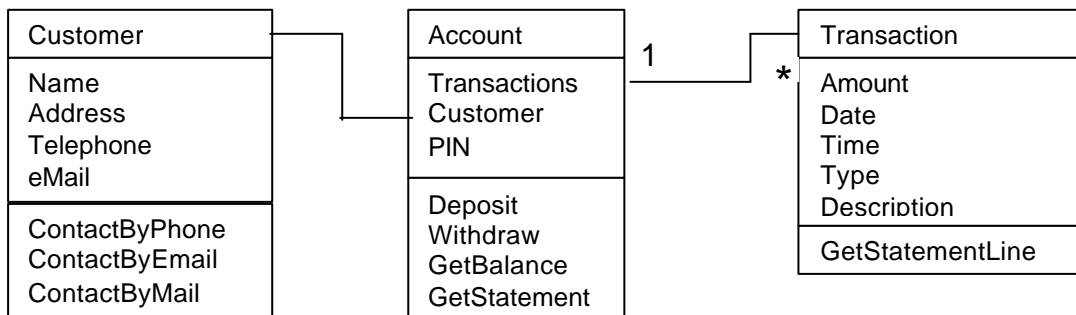 Customer
Name
Address
Telephone
eMail
ContactByPhone
ContactByEmail
ContactByMail
Account
Transactions
Customer
PIN
Deposit
Withdraw
GetBalance
GetStatement
1
*
Transaction
Amount
Date
Time
Type
Description
GetStatementLine